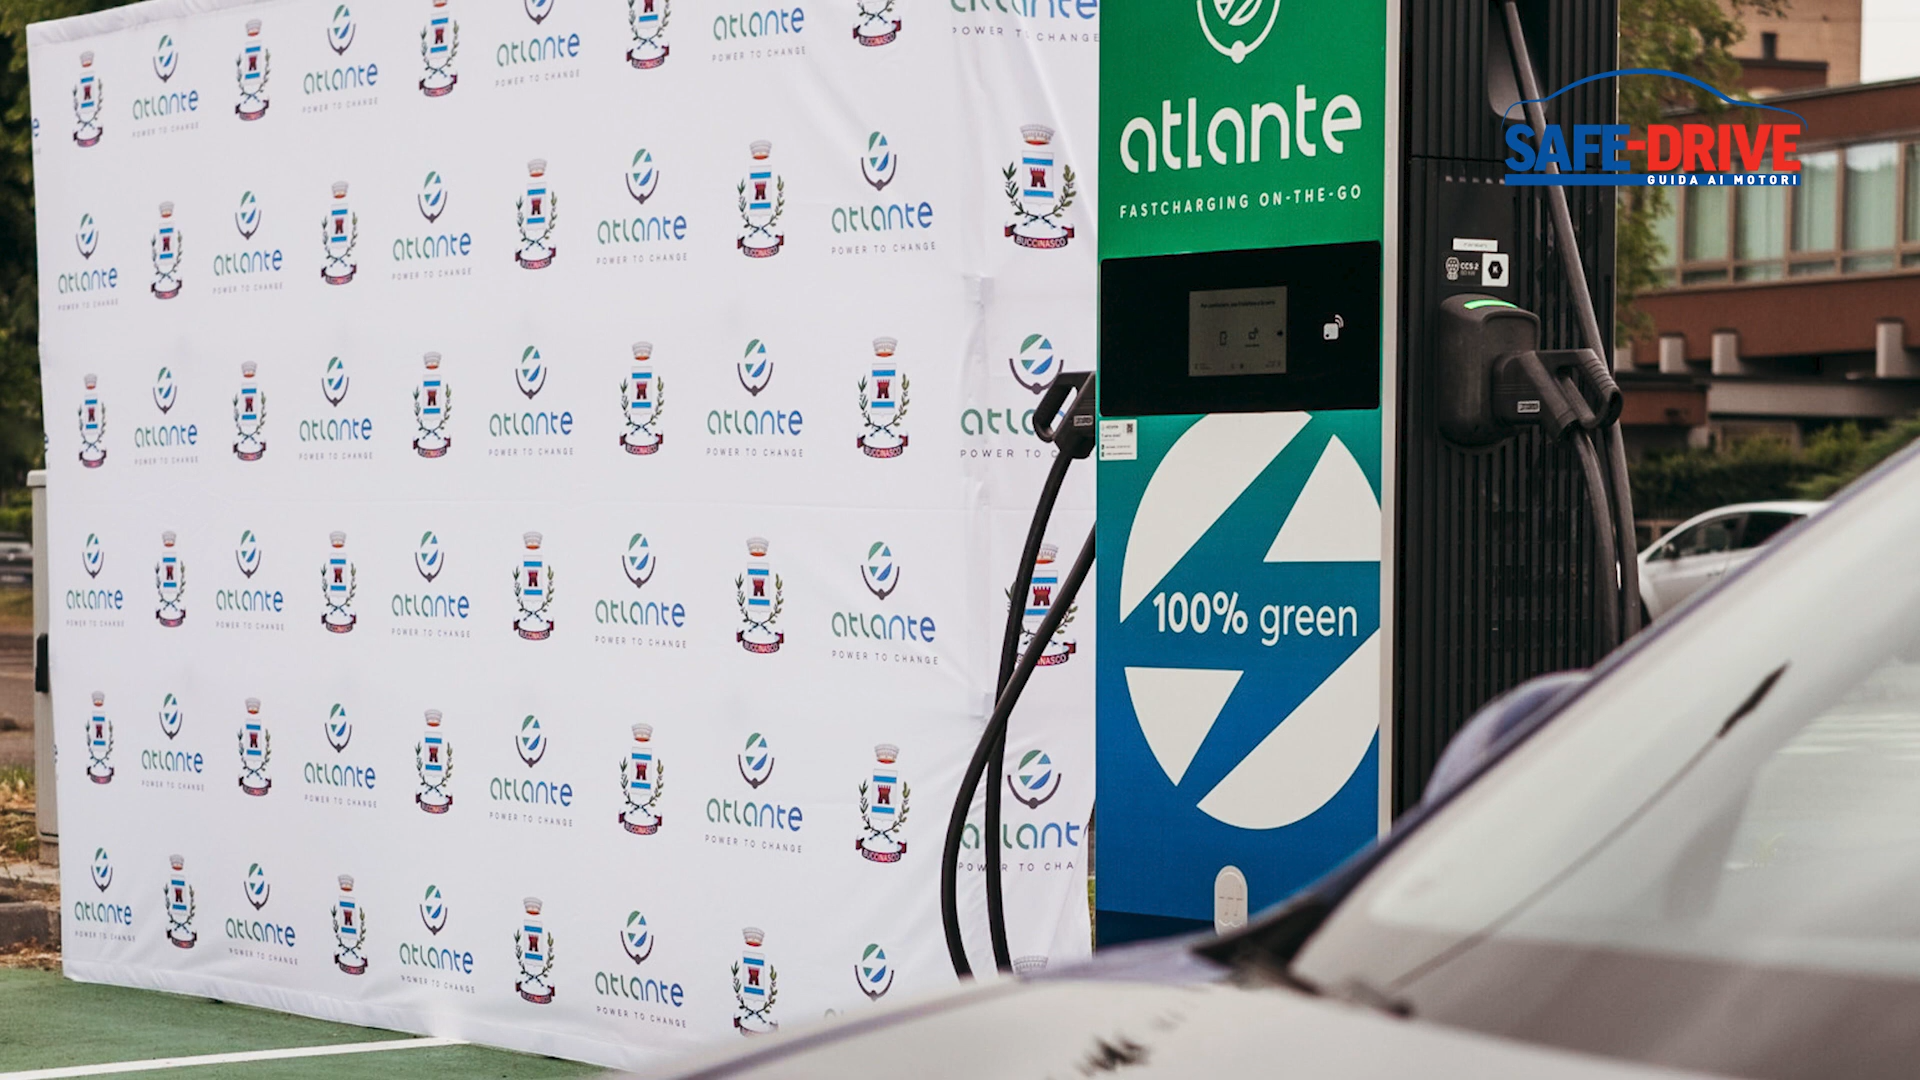 atlante
FASTCHARGING ON-THE-GO
100% green
CCS 2
SAFE-DRIVE
GUIDA AI MOTORI
atlante
POWER TO CHANGE
BUCCINASCO